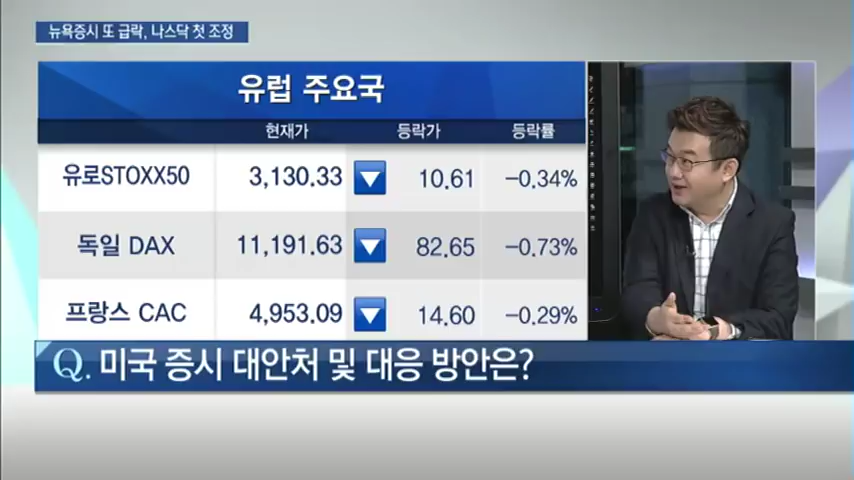 뉴욕증시 또 급락, 나스닥 첫 조정
유럽 주요국
현재가 등락가 등락률
유로STOXX50 3,130.33 ▼ 10.61 -0.34%
독일 DAX 11,191.63 ▼ 82.65 -0.73%
프랑스 CAC 4,953.09 ▼ 14.60 -0.29%
Q. 미국 증시 대안처 및 대응 방안은?